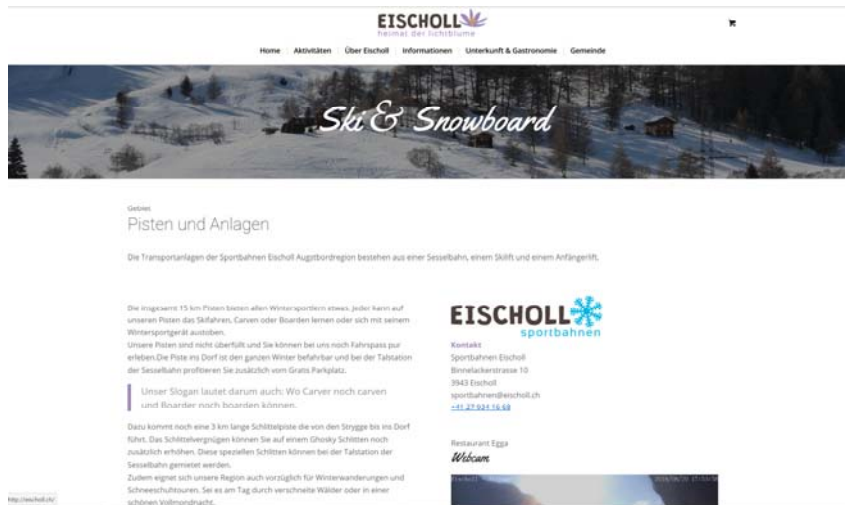 EISCHOLL
heimat der lichtblume
Home Aktivitäten Über Eischoll Informationen Unterkunft & Gastronomie Gemeinde
Ski & Snowboard
Gebiet
Pisten und Anlagen
Die Transportanlagen der Sportbahnen Eischoll Augstbordregion bestehen aus einer Sesselbahn, einem Skilift und einem Anfängerlift.
Die insgesamt 15 km Pisten bieten allen Wintersportlern etwas. Jeder kann auf
unseren Pisten das Skifahren, Carven oder Boarden lernen oder sich mit seinem
Wintersportgerät austoben.
Unsere Pisten sind nicht überfüllt und Sie können bei uns noch Fahrspass pur
erleben.Die Piste ins Dorf ist den ganzen Winter befahrbar und bei der Talstation
der Sesselbahn profitieren Sie zusätzlich vom Gratis Parkplatz.
Unser Slogan lautet darum auch: Wo Carver noch carven
und Boarder noch boarden können.
Dazu kommt noch eine 3 km lange Schlittelpiste die von den Strygge bis ins Dorf
führt. Das Schlittelvergnügen können Sie auf einem Ghosky Schlitten noch
zusätzlich erhöhen. Diese speziellen Schlitten können bei der Talstation der
Sesselbahn gemietet werden.
Zudem eignet sich unsere Region auch vorzüglich für Winterwanderungen und
Schneeschuhtouren. Sei es am Tag durch verschneite Wälder oder in einer
schönen Vollmondnacht.
EISCHOLL
sportbahnen
Kontakt
Sportbahnen Eischoll
Binnelackerstrasse 10
3943 Eischoll
sportbahnen@eischoll.ch
+41 27 934 16 68
Restaurant Egga
Webcam
Eischoll
http://eischoll.ch/